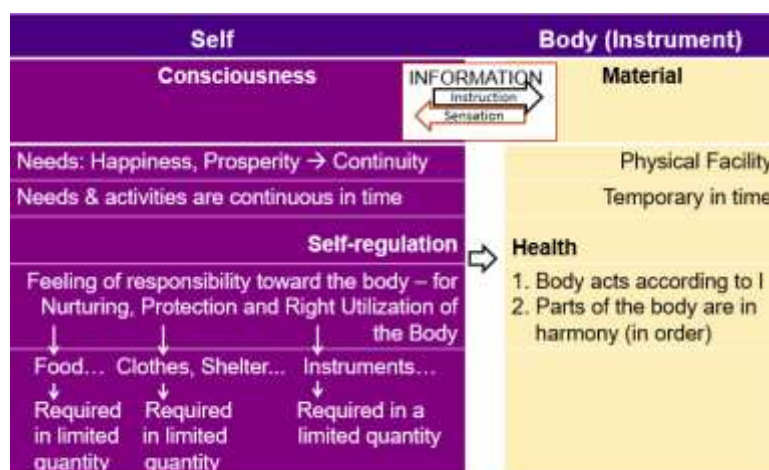 Self
Body (Instrument)
Consciousness
INFORMATION
Instruction
Sensation
Material
Needs: Happiness, Prosperity → Continuity
Physical Facility
Needs & activities are continuous in time
Temporary in time
Self-regulation
Health
Feeling of responsibility toward the body – for
Nurturing, Protection and Right Utilization of
the Body
1. Body acts according to I
2. Parts of the body are in
harmony (in order)
Food... Clothes, Shelter... Instruments...
Required
in limited
quantity
Required
in limited
quantity
Required in a
limited quantity